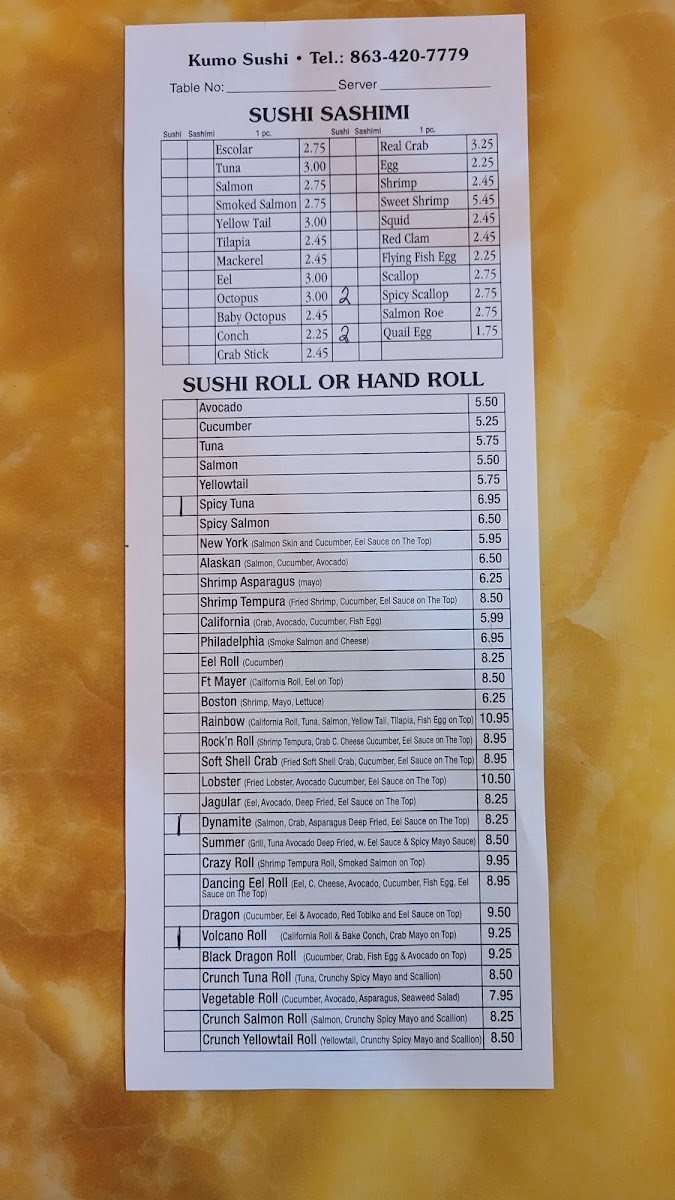 Kumo Sushi • Tel.: 863-420-7779
Table No: Server
SUSHI SASHIMI
Sushi Sashimi 1 pc. Sushi Sashimi 1 pc.
Escolar 2.75 Real Crab 3.25
Tuna 3.00 Egg 2.25
Salmon 2.75 Shrimp 2.45
Smoked Salmon 2.75 Sweet Shrimp 5.45
Yellow Tail 3.00 Squid 2.45
Tilapia 2.45 Red Clam 2.45
Mackerel 2.45 Flying Fish Egg 2.25
Eel 3.00 Scallop 2.75
Octopus 3.00 2 Spicy Scallop 2.75
Baby Octopus 2.45 Salmon Roe 2.75
Conch 2.25 2 Quail Egg 1.75
Crab Stick 2.45
SUSHI ROLL OR HAND ROLL
Avocado 5.50
Cucumber 5.25
Tuna 5.75
Salmon 5.50
Yellowtail 5.75
| Spicy Tuna 6.95
Spicy Salmon 6.50
New York (Salmon Skin and Cucumber, Eel Sauce on The Top) 5.95
Alaskan (Salmon, Cucumber, Avocado) 6.50
Shrimp Asparagus (mayo) 6.25
Shrimp Tempura (Fried Shrimp, Cucumber, Eel Sauce on The Top) 8.50
California (Crab, Avocado, Cucumber, Fish Egg) 5.99
Philadelphia (Smoke Salmon and Cheese) 6.95
Eel Roll (Cucumber) 8.25
Ft Mayer (California Roll, Eel on Top) 8.50
Boston (Shrimp, Mayo, Lettuce) 6.25
Rainbow (California Roll, Tuna, Salmon, Yellow Tail, Tilapia, Fish Egg on Top) 10.95
Rock'n Roll (Shrimp Tempura, Crab C. Cheese Cucumber, Eel Sauce on The Top) 8.95
Soft Shell Crab (Fried Soft Shell Crab, Cucumber, Eel Sauce on The Top) 8.95
Lobster (Fried Lobster, Avocado Cucumber, Eel Sauce on The Top) 10.50
Jagular (Eel, Avocado, Deep Fried, Eel Sauce on The Top) 8.25
| Dynamite (Salmon, Crab, Asparagus Deep Fried, Eel Sauce on The Top) 8.25
Summer (Grill, Tuna Avocado Deep Fried, w. Eel Sauce & Spicy Mayo Sauce) 8.50
Crazy Roll (Shrimp Tempura Roll, Smoked Salmon on Top) 9.95
Dancing Eel Roll (Eel, C. Cheese, Avocado, Cucumber, Fish Egg, Eel 8.95
Sauce on The Top)
Dragon (Cucumber, Eel & Avocado, Red Tobiko and Eel Sauce on Top) 9.50
| Volcano Roll (California Roll & Bake Conch, Crab Mayo on Top) 9.25
Black Dragon Roll (Cucumber, Crab, Fish Egg & Avocado on Top) 9.25
Crunch Tuna Roll (Tuna, Crunchy Spicy Mayo and Scallion) 8.50
Vegetable Roll (Cucumber, Avocado, Asparagus, Seaweed Salad) 7.95
Crunch Salmon Roll (Salmon, Crunchy Spicy Mayo and Scallion) 8.25
Crunch Yellowtail Roll (Yellowtail, Crunchy Spicy Mayo and Scallion) 8.50